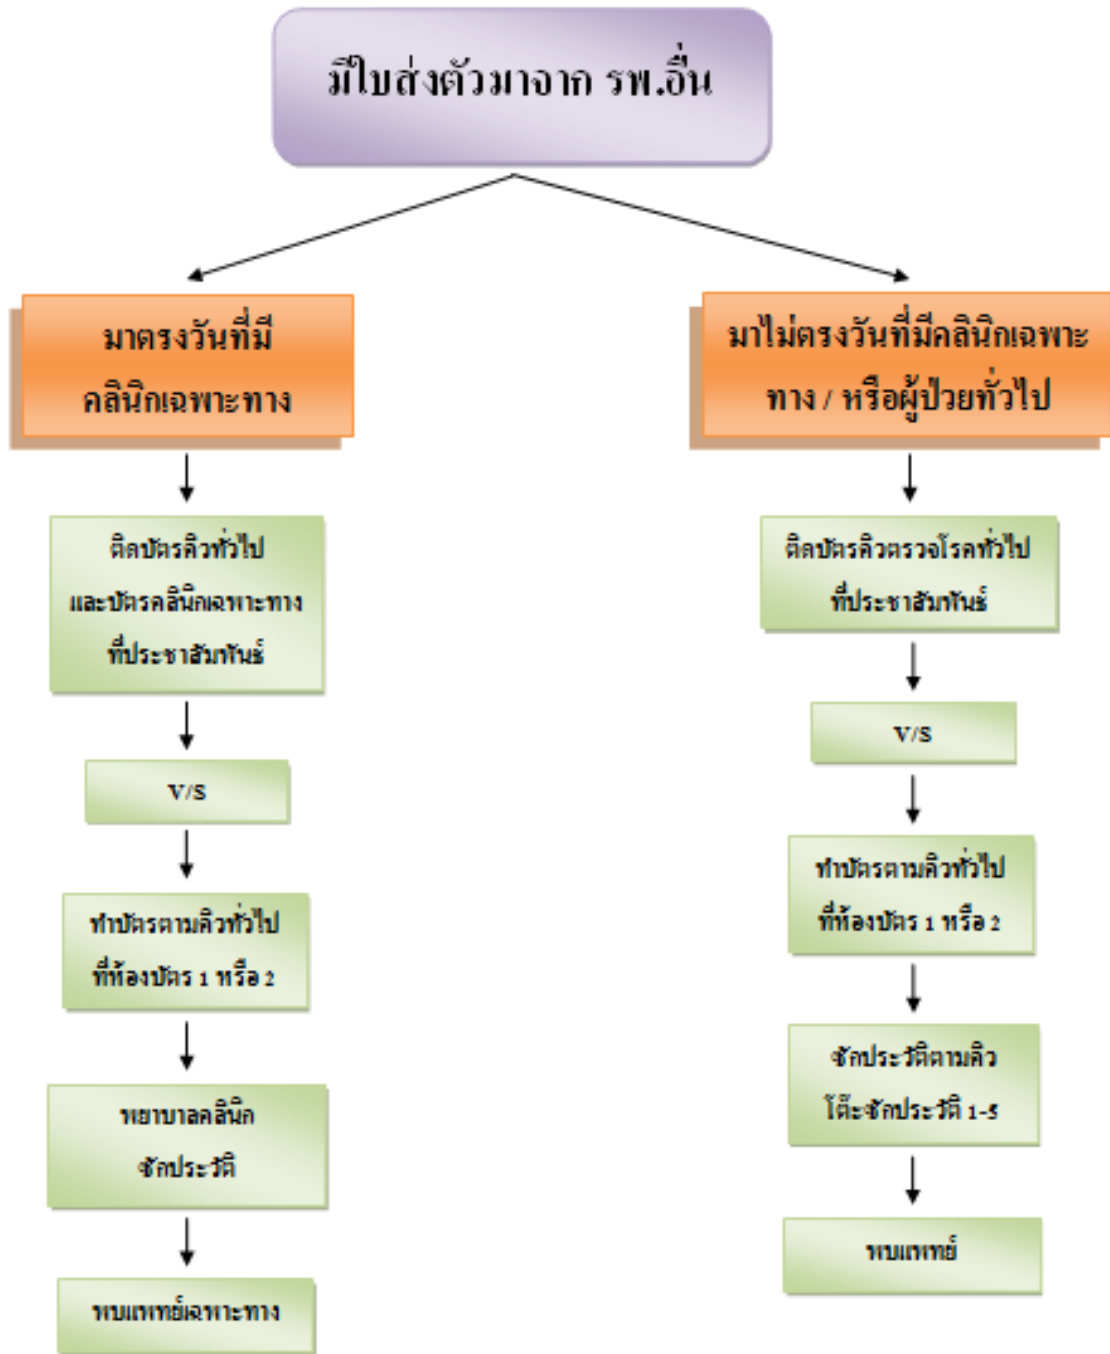 มีใบส่งตัวมาจาก รพ.อื่น
มาตรงวันที่มี
คลินิกเฉพาะทาง
ติดบัตรคิวทั่วไป
และบัตรคลินิกเฉพาะทาง
ที่ประชาสัมพันธ์
V/S
ทำบัตรตามคิวทั่วไป
ที่ห้องบัตร 1 หรือ 2
พยาบาลคลินิก
ซักประวัติ
พบแพทย์เฉพาะทาง
มาไม่ตรงวันที่มีคลินิกเฉพาะ
ทาง / หรือผู้ป่วยทั่วไป
ติดบัตรคิวตรวจโรคทั่วไป
ที่ประชาสัมพันธ์
V/S
ทำบัตรตามคิวทั่วไป
ที่ห้องบัตร 1 หรือ 2
ซักประวัติตามคิว
โต๊ะซักประวัติ 1-5
พบแพทย์